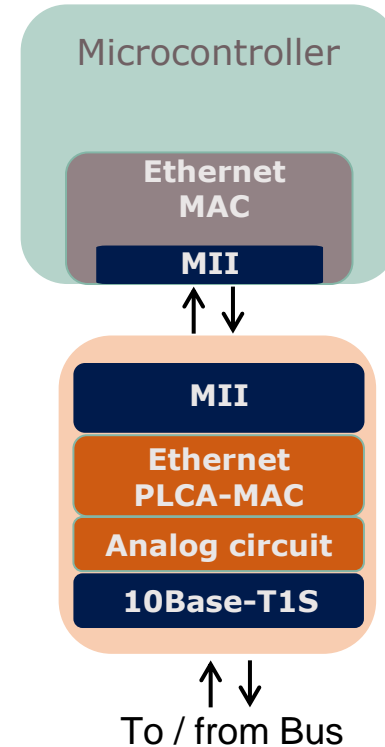 Microcontroller
Ethernet
MAC
MII
MII
Ethernet
PLCA-MAC
Analog circuit
10Base-T1S
To / from Bus